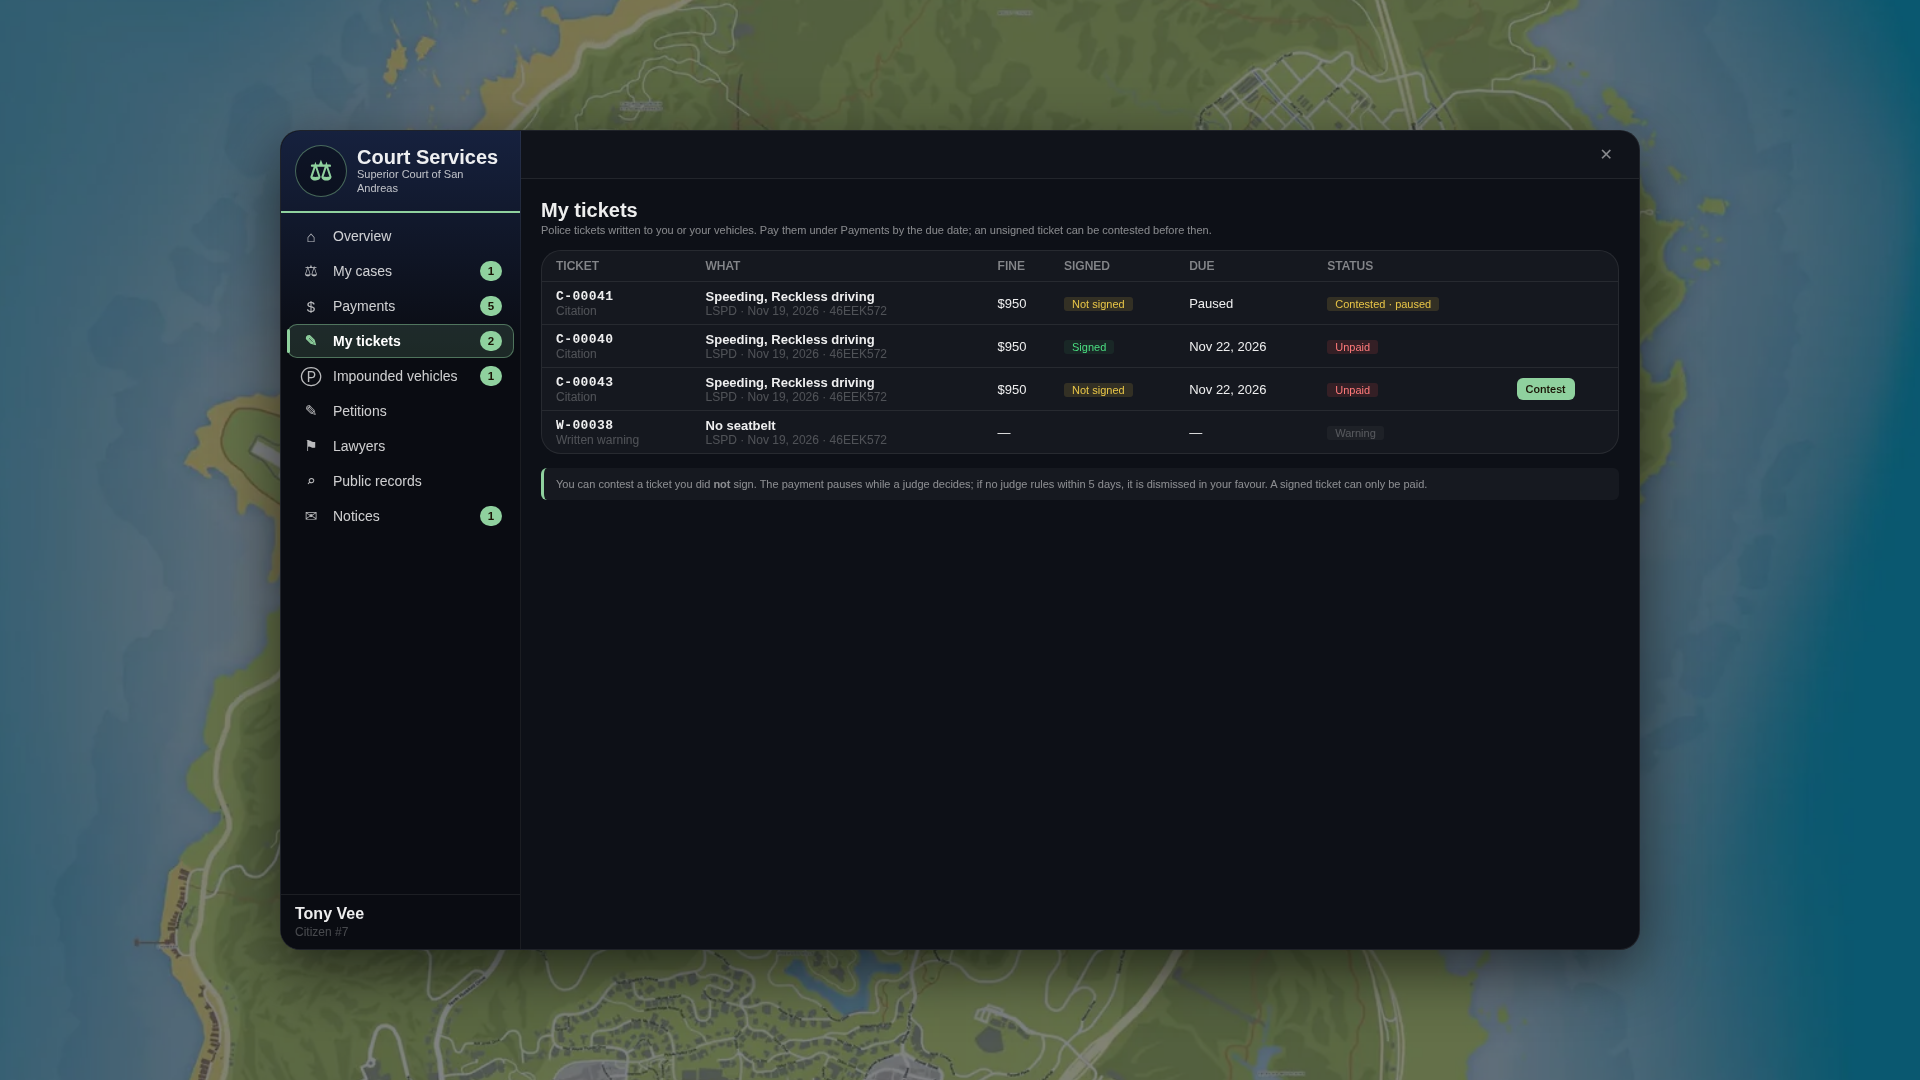 Court Services
Superior Court of San
Andreas
Overview
My cases 1
$ Payments 5
My tickets 2
P Impounded vehicles 1
Petitions
Lawyers
Public records
Notices 1
Tony Vee
Citizen #7
×
My tickets
Police tickets written to you or your vehicles. Pay them under Payments by the due date; an unsigned ticket can be contested before then.
TICKET WHAT FINE SIGNED DUE STATUS
C-00041 Speeding, Reckless driving $950 Not signed Paused Contested · paused
Citation LSPD · Nov 19, 2026 · 46EEK572
C-00040 Speeding, Reckless driving $950 Signed Nov 22, 2026 Unpaid
Citation LSPD · Nov 19, 2026 · 46EEK572
C-00043 Speeding, Reckless driving $950 Not signed Nov 22, 2026 Unpaid Contest
Citation LSPD · Nov 19, 2026 · 46EEK572
W-00038 No seatbelt — — Warning
Written warning LSPD · Nov 19, 2026 · 46EEK572
You can contest a ticket you did not sign. The payment pauses while a judge decides; if no judge rules within 5 days, it is dismissed in your favour. A signed ticket can only be paid.